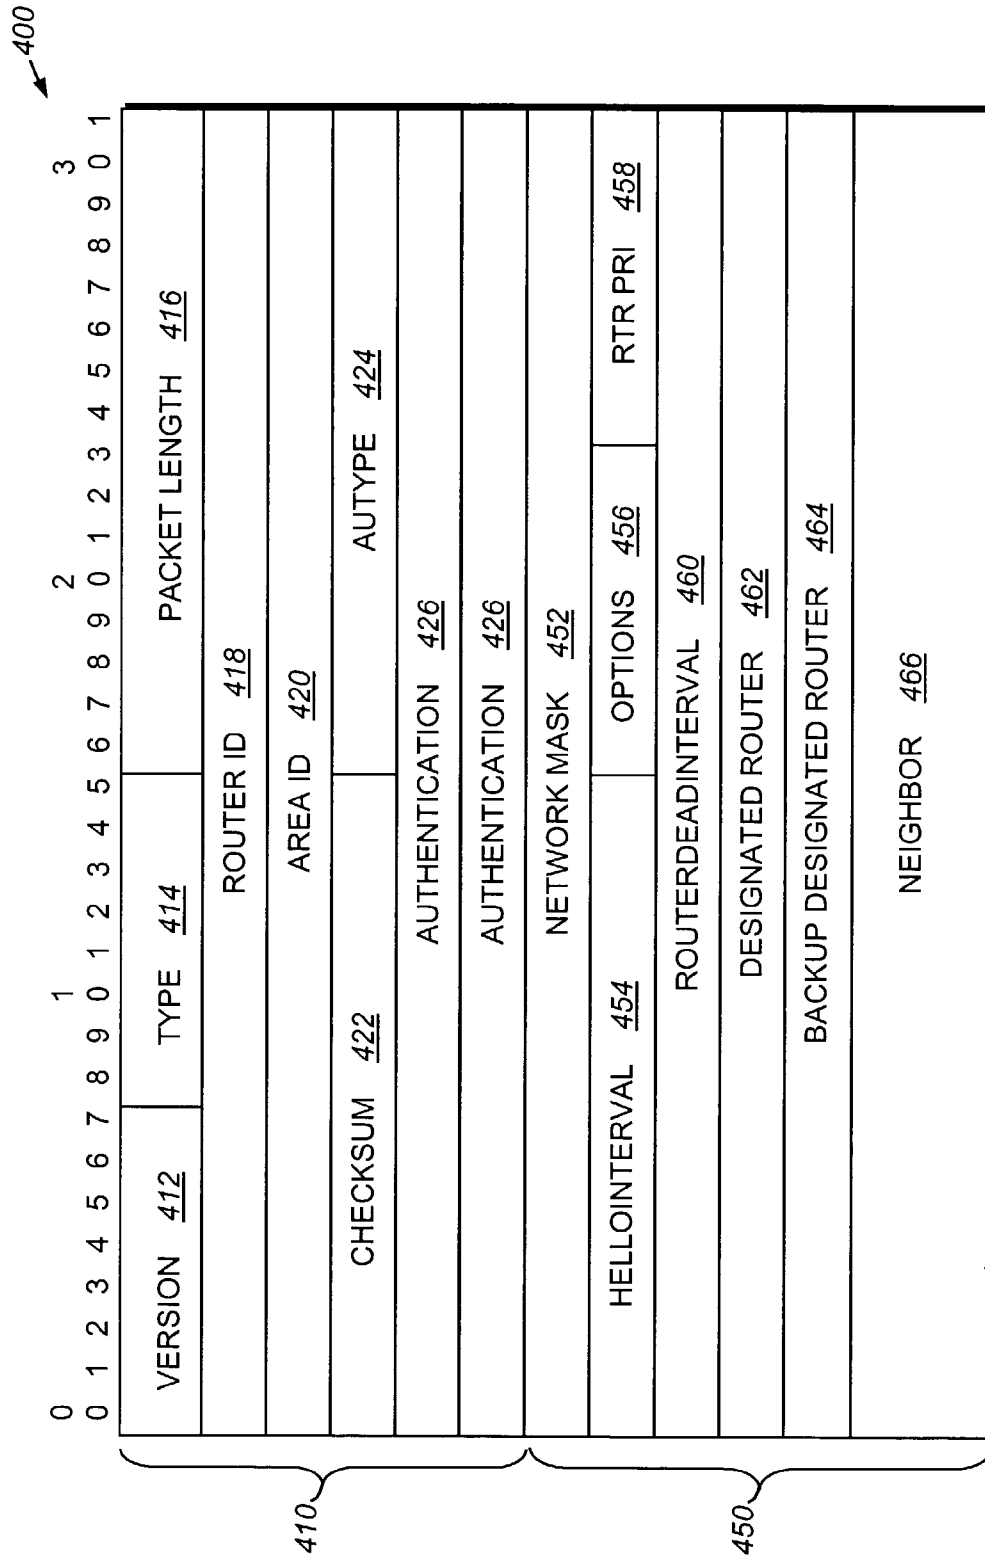 400
0 1 2 3
0 1 2 3 4 5 6 7 8 9 0 1 2 3 4 5 6 7 8 9 0 1 2 3 4 5 6 7 8 9 0 1
VERSION 412 TYPE 414 PACKET LENGTH 416
ROUTER ID 418
AREA ID 420
CHECKSUM 422 AUTYPE 424
AUTHENTICATION 426
AUTHENTICATION 426
410
NETWORK MASK 452
HELLOINTERVAL 454 OPTIONS 456 RTR PRI 458
ROUTERDEADINTERVAL 460
DESIGNATED ROUTER 462
BACKUP DESIGNATED ROUTER 464
NEIGHBOR 466
450